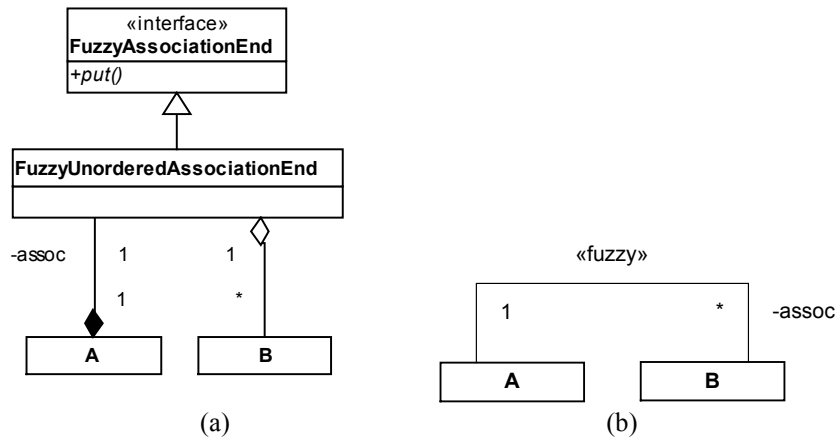 «interface»
FuzzyAssociationEnd
+put()
FuzzyUnorderedAssociationEnd
-assoc 1 1
1 *
A B
(a)
«fuzzy»
1 * -assoc
A B
(b)